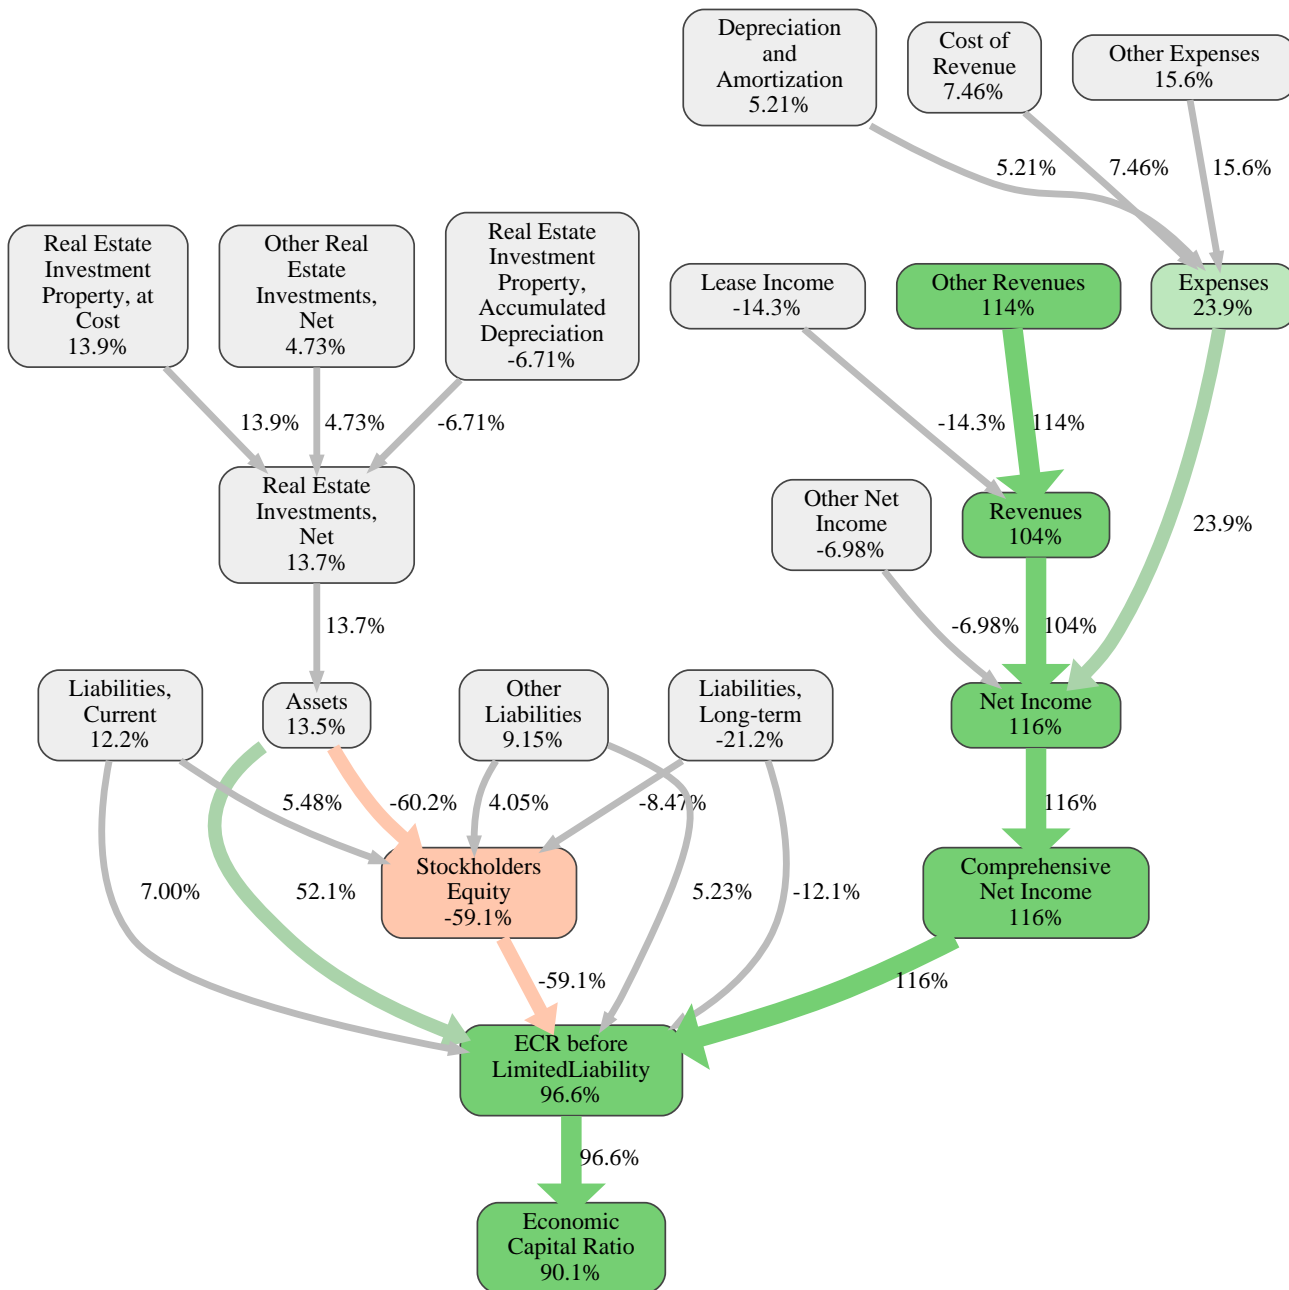 Depreciation
and
Amortization
5.21%
Cost of
Revenue
7.46%
Other Expenses
15.6%
5.21%
7.46%
15.6%
Real Estate
Investment
Property, at
Cost
13.9%
Other Real
Estate
Investments,
Net
4.73%
Real Estate
Investment
Property,
Accumulated
Depreciation
-6.71%
Lease Income
-14.3%
Other Revenues
114%
Expenses
23.9%
13.9%
4.73%
-6.71%
-14.3%
114%
Real Estate
Investments,
Net
13.7%
Other Net
Income
-6.98%
Revenues
104%
23.9%
13.7%
-6.98%
104%
Liabilities,
Current
12.2%
Assets
13.5%
Other
Liabilities
9.15%
Liabilities,
Long-term
-21.2%
Net Income
116%
5.48%
-60.2%
4.05%
-8.47%
116%
Stockholders
Equity
-59.1%
Comprehensive
Net Income
116%
7.00%
52.1%
5.23%
-12.1%
-59.1%
116%
ECR before
LimitedLiability
96.6%
96.6%
Economic
Capital Ratio
90.1%